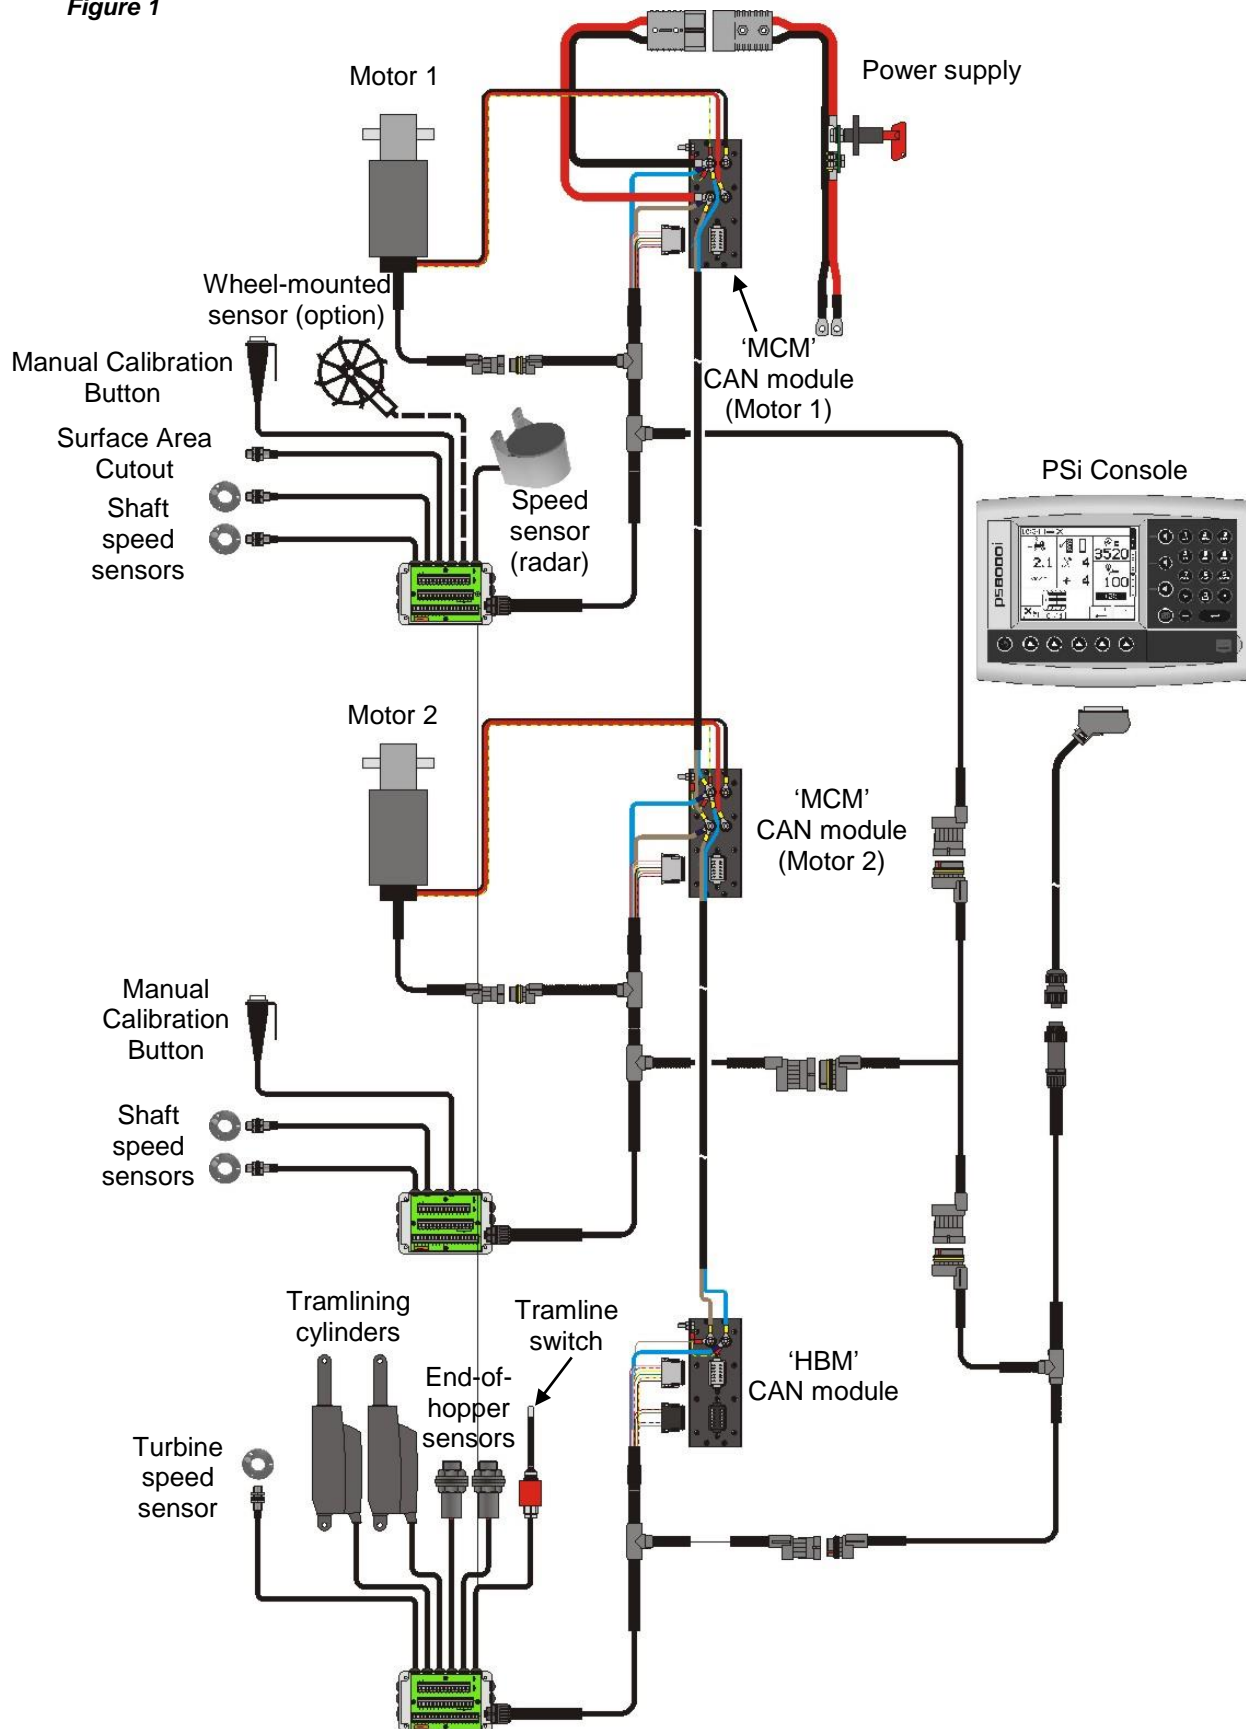 Figure 1
Motor 1
Power supply
Wheel-mounted
sensor (option)
Manual Calibration
Button
‘MCM’
CAN module
(Motor 1)
Surface Area
Cutout
Shaft
speed
sensors
Speed
sensor
(radar)
PSi Console
ps8000i
3520
2.1
4
4
100
Motor 2
‘MCM’
CAN module
(Motor 2)
Manual
Calibration
Button
Shaft
speed
sensors
Tramlining
cylinders
Tramline
switch
‘HBM’
CAN module
End-of-
hopper
sensors
Turbine
speed
sensor